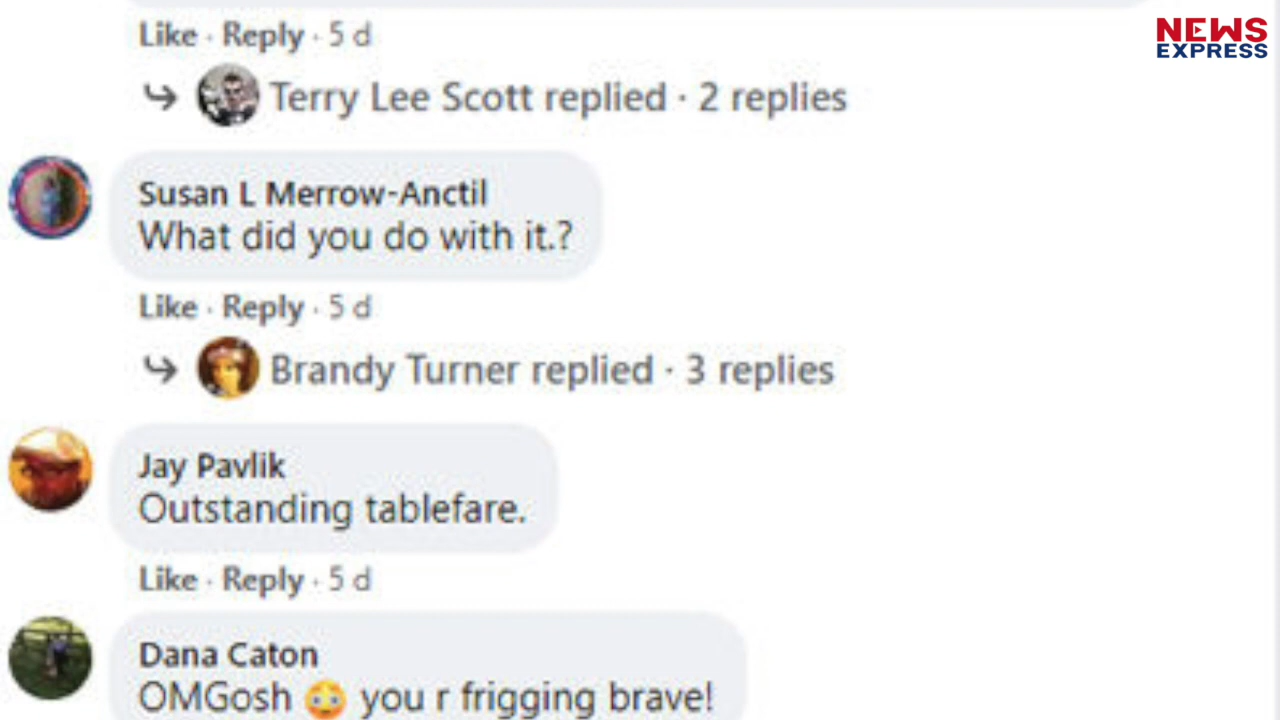 NEWS
EXPRESS
Like · Reply · 5 d
Terry Lee Scott replied · 2 replies
Susan L Merrow-Anctil
What did you do with it.?
Like · Reply · 5 d
Brandy Turner replied · 3 replies
Jay Pavlik
Outstanding tablefare.
Like · Reply · 5 d
Dana Caton
OMGosh 😳 you r frigging brave!